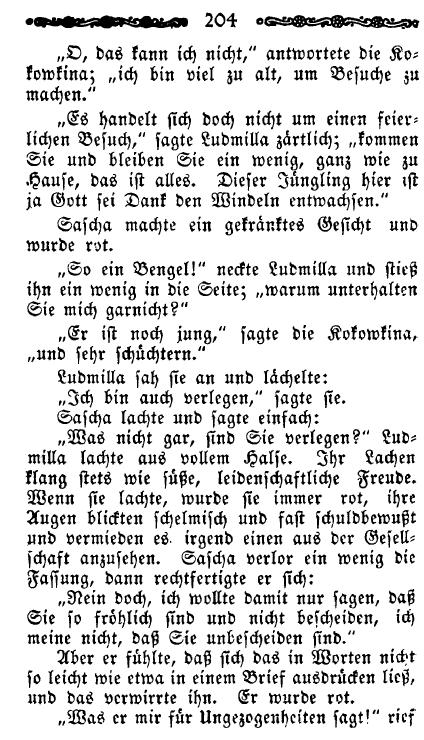 204
„O, das kann ich nicht,“ antwortete die Ko-
kowkina; „ich bin viel zu alt, um Besuche zu
machen.“
„Es handelt sich doch nicht um einen feier-
lichen Besuch,“ sagte Ludmilla zärtlich; „kommen
Sie und bleiben Sie ein wenig, ganz wie zu
Hause, das ist alles. Dieser Jüngling hier ist
ja Gott sei Dank den Windeln entwachsen.“
Sascha machte ein gekränktes Gesicht und
wurde rot.
„So ein Bengel!“ neckte Ludmilla und stieß
ihn ein wenig in die Seite; „warum unterhalten
Sie mich garnicht?“
„Er ist noch jung,“ sagte die Kokowkina,
„und sehr schüchtern.“
Ludmilla sah sie an und lächelte:
„Ich bin auch verlegen,“ sagte sie.
Sascha lachte und sagte einfach:
„Was nicht gar, sind Sie verlegen?“ Lud-
milla lachte aus vollem Halse. Ihr Lachen
klang stets wie süße, leidenschaftliche Freude.
Wenn sie lachte, wurde sie immer rot, ihre
Augen blickten schelmisch und fast schuldbewußt
und vermieden es irgend einen aus der Gesell-
schaft anzusehen. Sascha verlor ein wenig die
Fassung, dann rechtfertigte er sich:
„Nein doch, ich wollte damit nur sagen, daß
Sie so fröhlich sind und nicht bescheiden, ich
meine nicht, daß Sie unbescheiden sind.“
Aber er fühlte, daß sich das in Worten nicht
so leicht wie etwa in einem Brief ausdrücken ließ,
und das verwirrte ihn. Er wurde rot.
„Was er mir für Ungezogenheiten sagt!“ rief